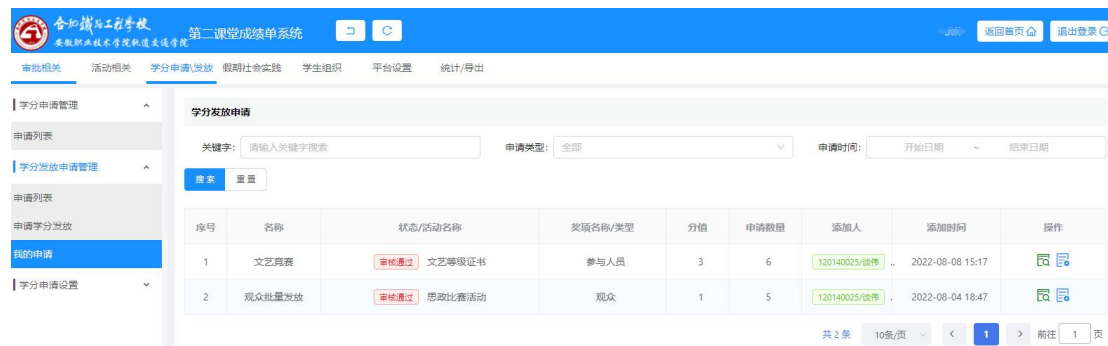 合肥铁路工程学校
安徽职业技术学院轨道交通学院
第二课堂成绩单系统
返回首页
退出登录
审批相关 活动相关 学分申请\发放 假期社会实践 学生组织 平台设置 统计/导出
学分申请管理
申请列表
学分发放申请管理
申请列表
申请学分发放
我的申请
学分申请设置
学分发放申请
关键字: 请输入关键字搜索 申请类型: 全部 申请时间: 开始日期 ~ 结束日期
搜索 重置
序号 名称 状态/活动名称 奖项名称/类型 分值 申请数量 添加人 添加时间 操作
1 文艺竞赛 审核通过 文艺等级证书 参与人员 3 6 120140025/ .. 2022-08-08 15:17
2 观众批量发放 审核通过 思政比赛活动 观众 1 5 120140025/ . 2022-08-04 18:47
共 2 条 10条/页 < 1 > 前往 1 页